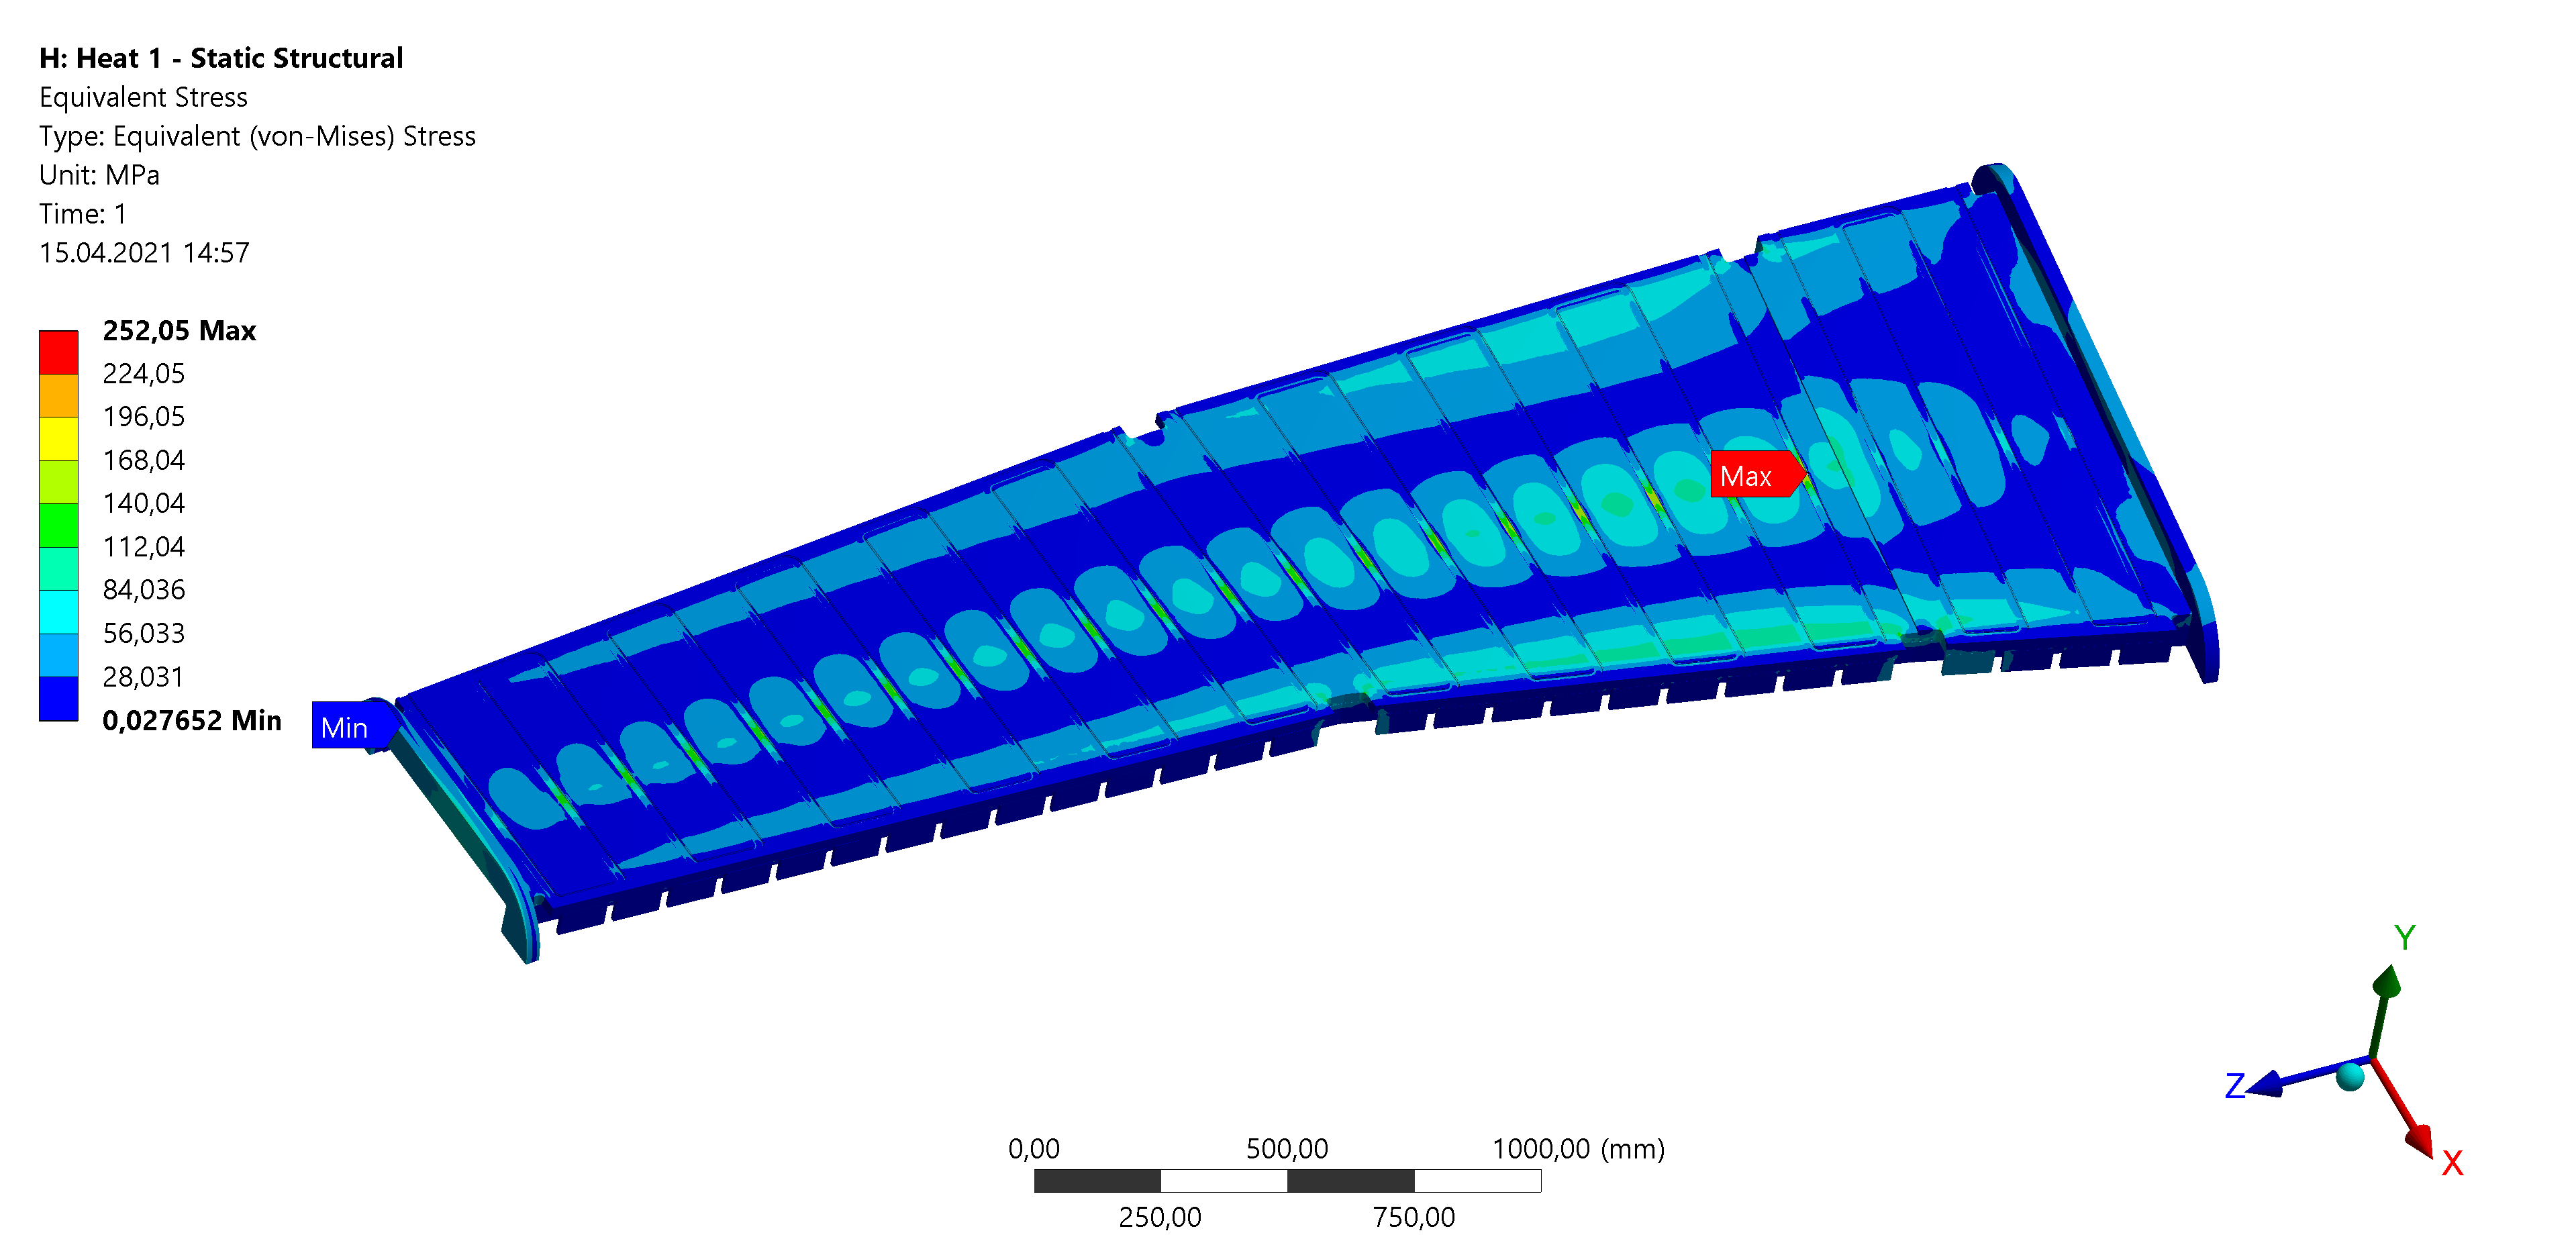 H: Heat 1 - Static Structural
Equivalent Stress
Type: Equivalent (von-Mises) Stress
Unit: MPa
Time: 1
15.04.2021 14:57
252,05 Max
224,05
196,05
168,04
140,04
112,04
84,036
56,033
28,031
0,027652 Min
Max
Min
Y
Z
X
0,00 500,00 1000,00 (mm)
250,00 750,00